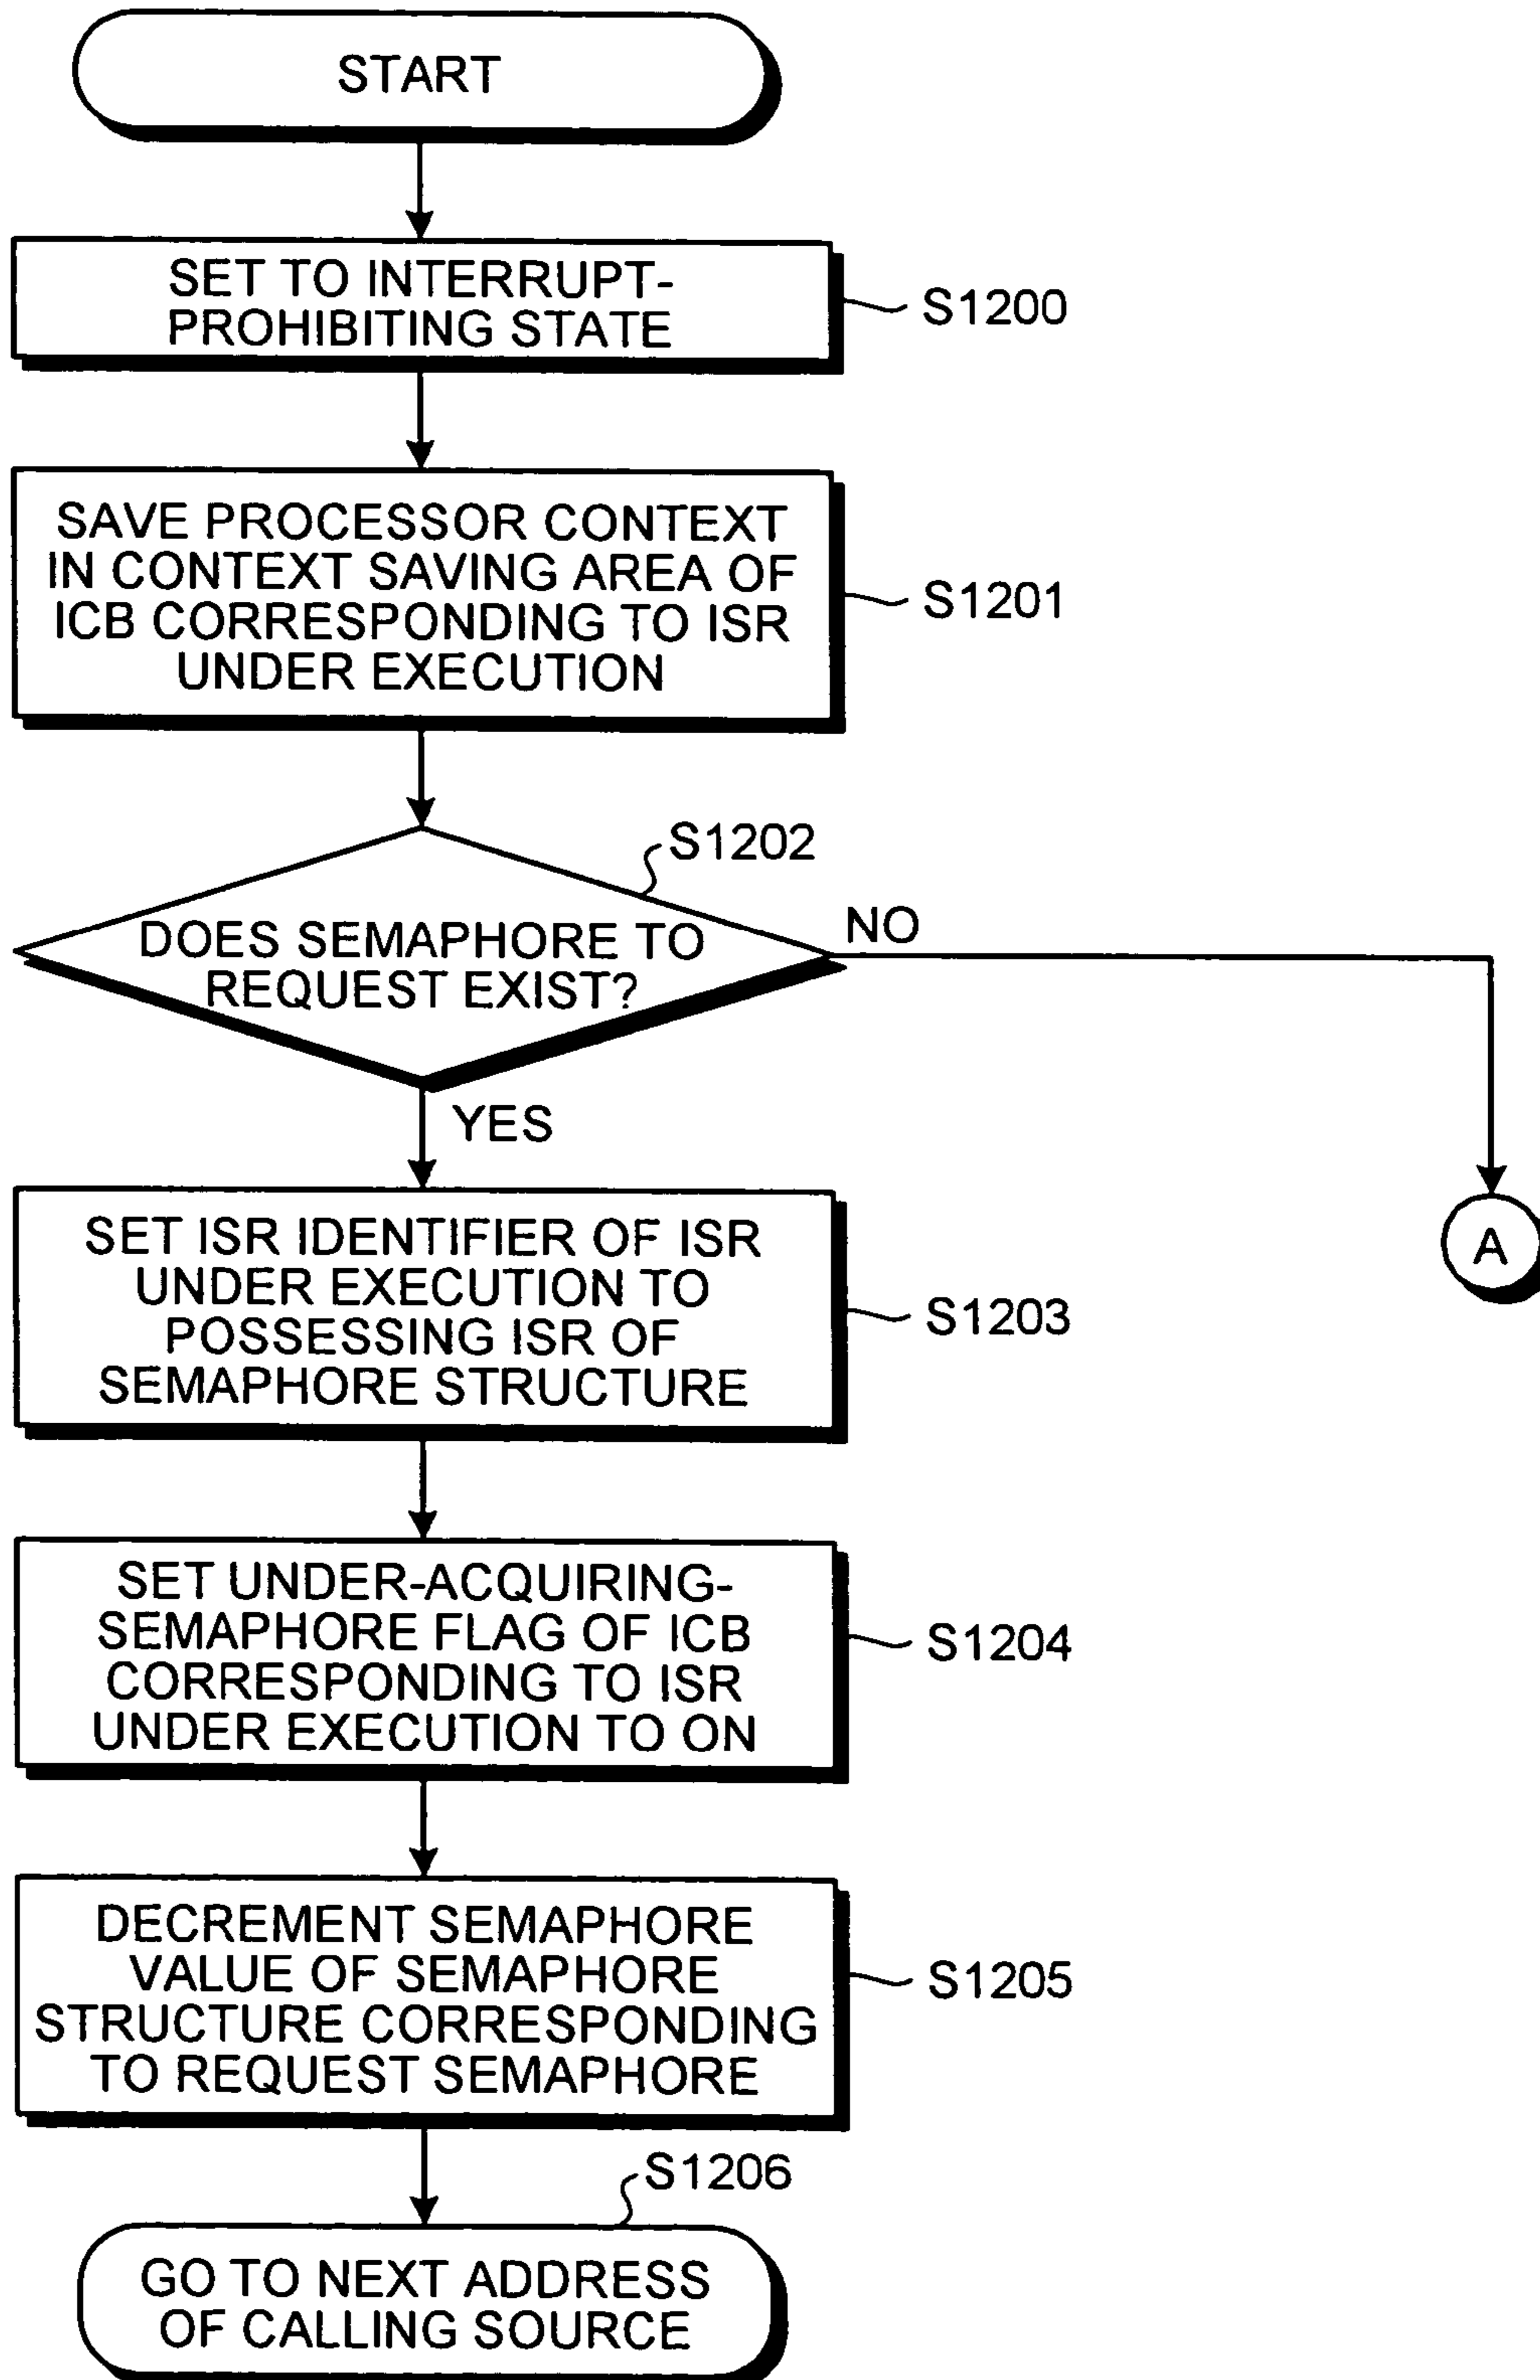 START
SET TO INTERRUPT-
PROHIBITING STATE
S1200
SAVE PROCESSOR CONTEXT
IN CONTEXT SAVING AREA OF
ICB CORRESPONDING TO ISR
UNDER EXECUTION
S1201
S1202
DOES SEMAPHORE TO
REQUEST EXIST?
NO
YES
A
SET ISR IDENTIFIER OF ISR
UNDER EXECUTION TO
POSSESSING ISR OF
SEMAPHORE STRUCTURE
S1203
SET UNDER-ACQUIRING-
SEMAPHORE FLAG OF ICB
CORRESPONDING TO ISR
UNDER EXECUTION TO ON
S1204
DECREMENT SEMAPHORE
VALUE OF SEMAPHORE
STRUCTURE CORRESPONDING
TO REQUEST SEMAPHORE
S1205
S1206
GO TO NEXT ADDRESS
OF CALLING SOURCE